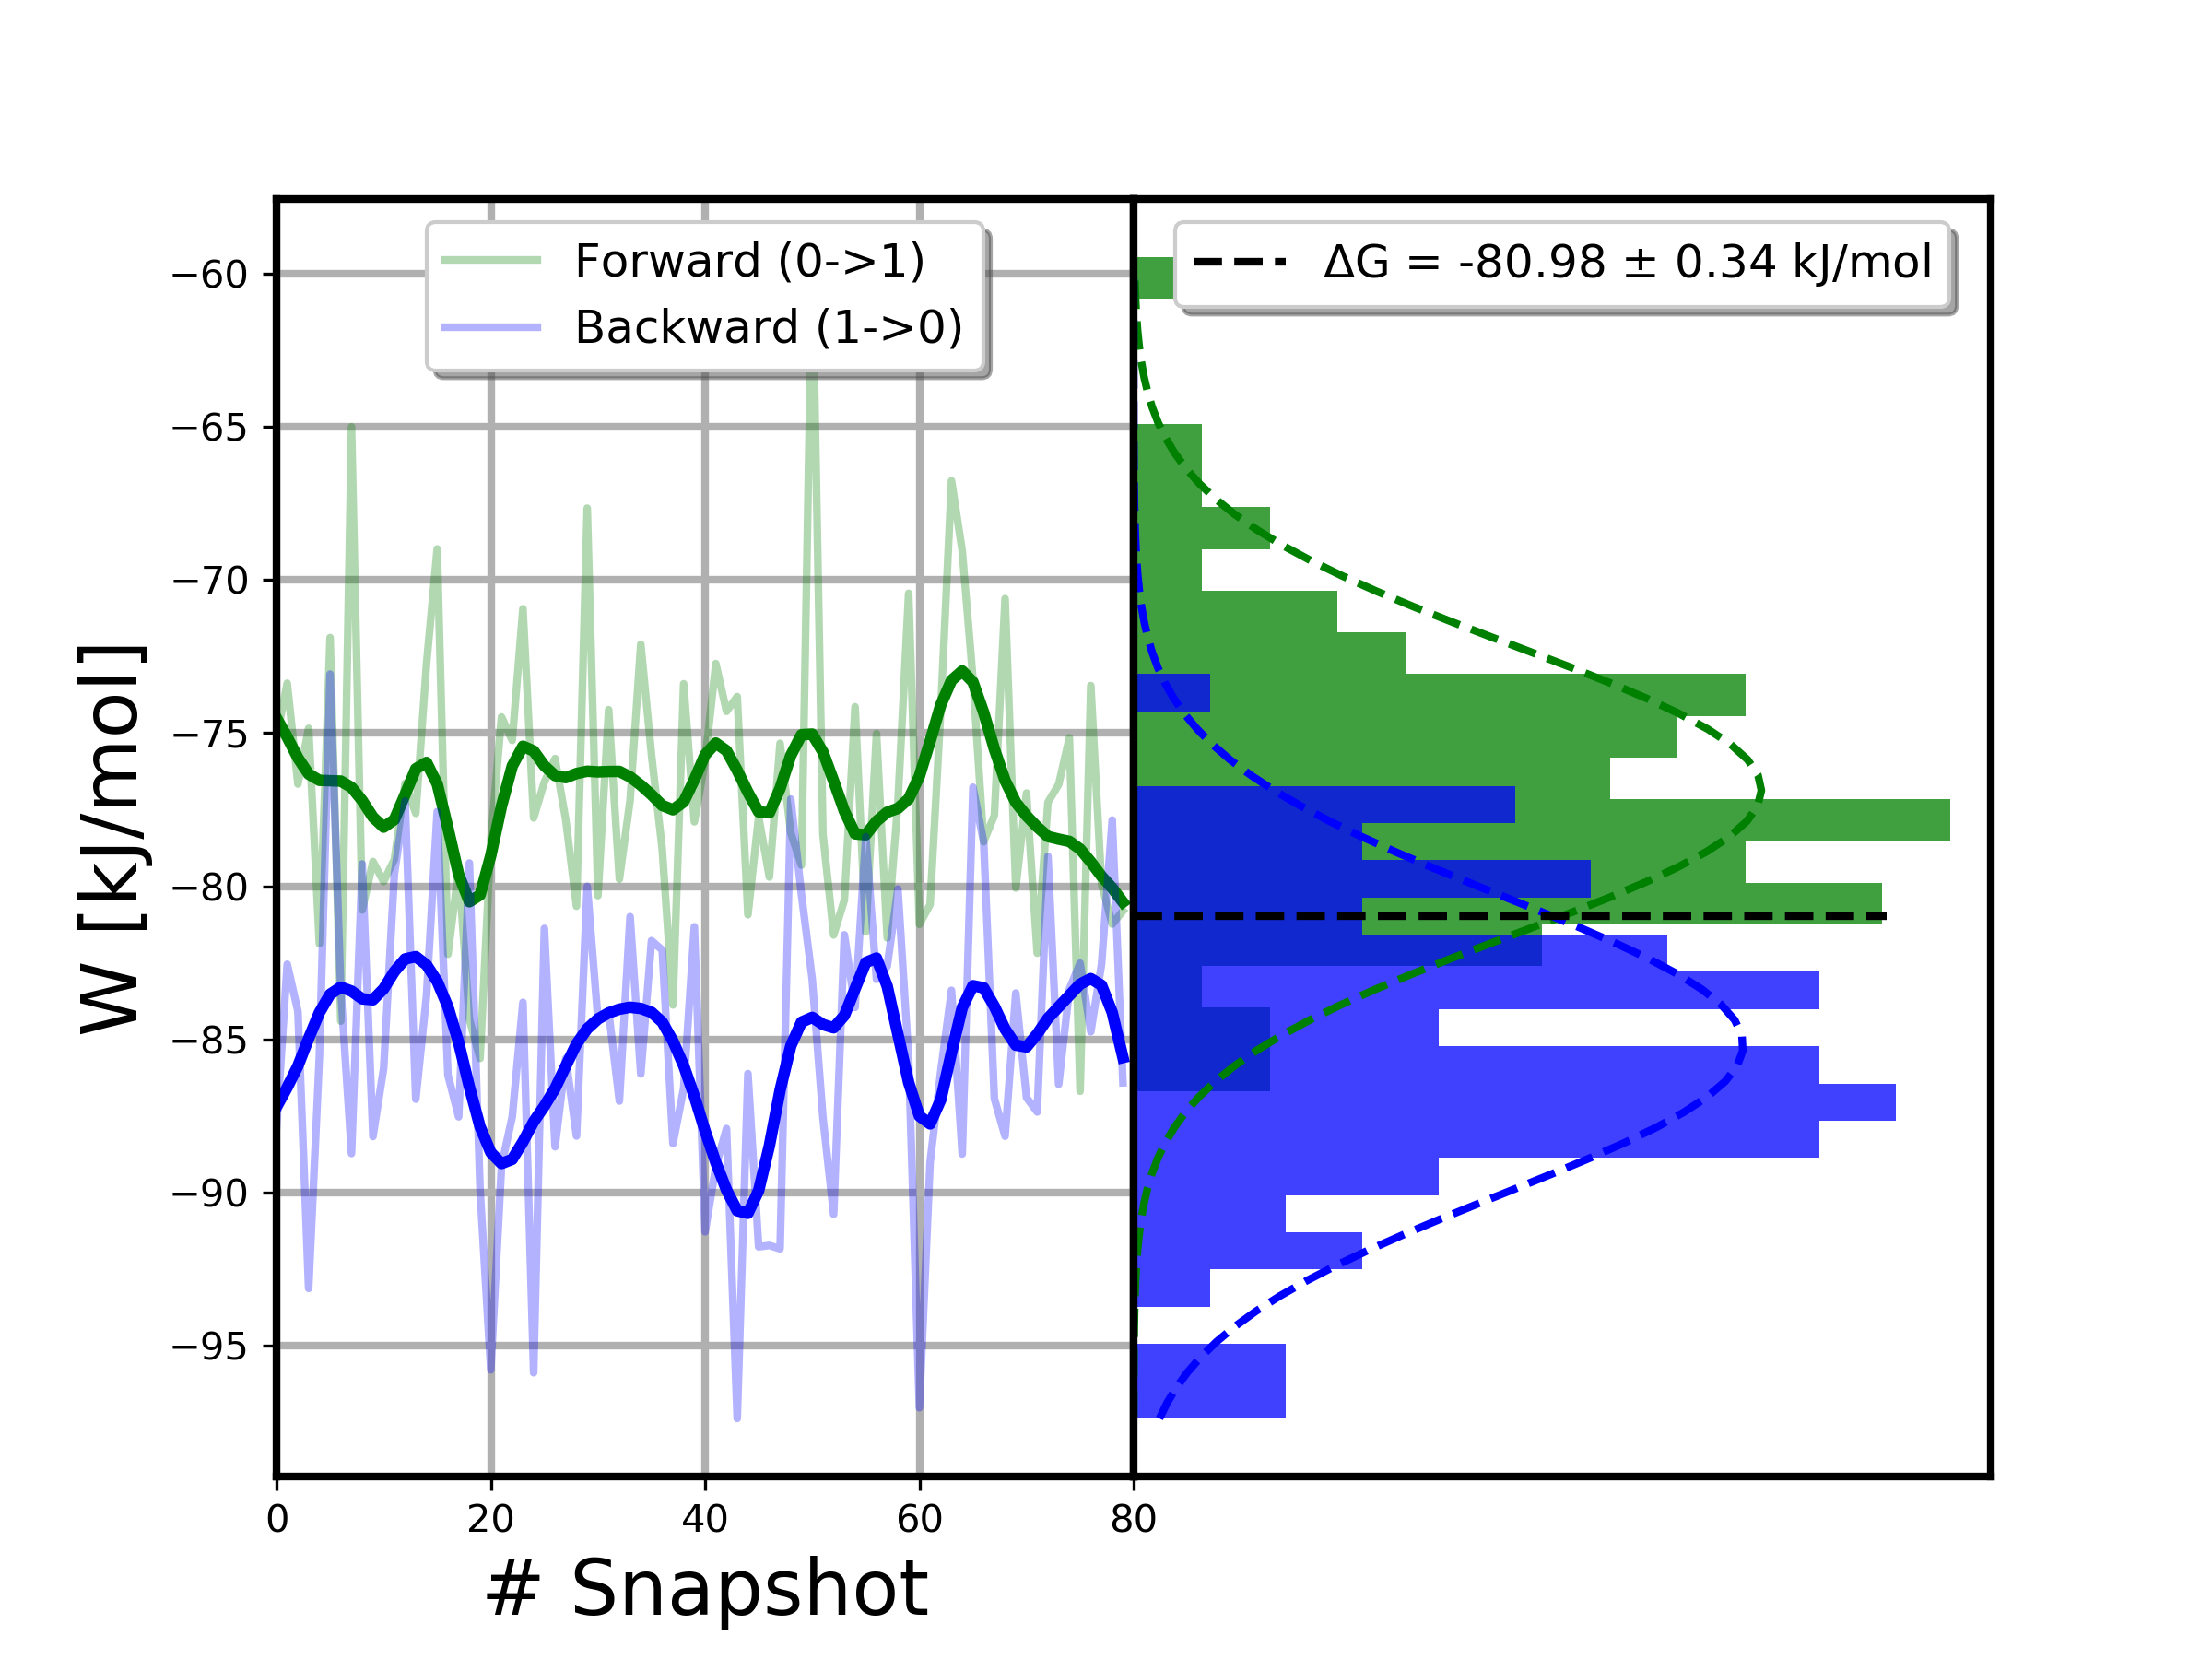 Forward (0->1)
Backward (1->0)
ΔG = -80.98 ± 0.34 kJ/mol
W [kJ/mol]
−60
−65
−70
−75
−80
−85
−90
−95
0 20 40 60 80
# Snapshot